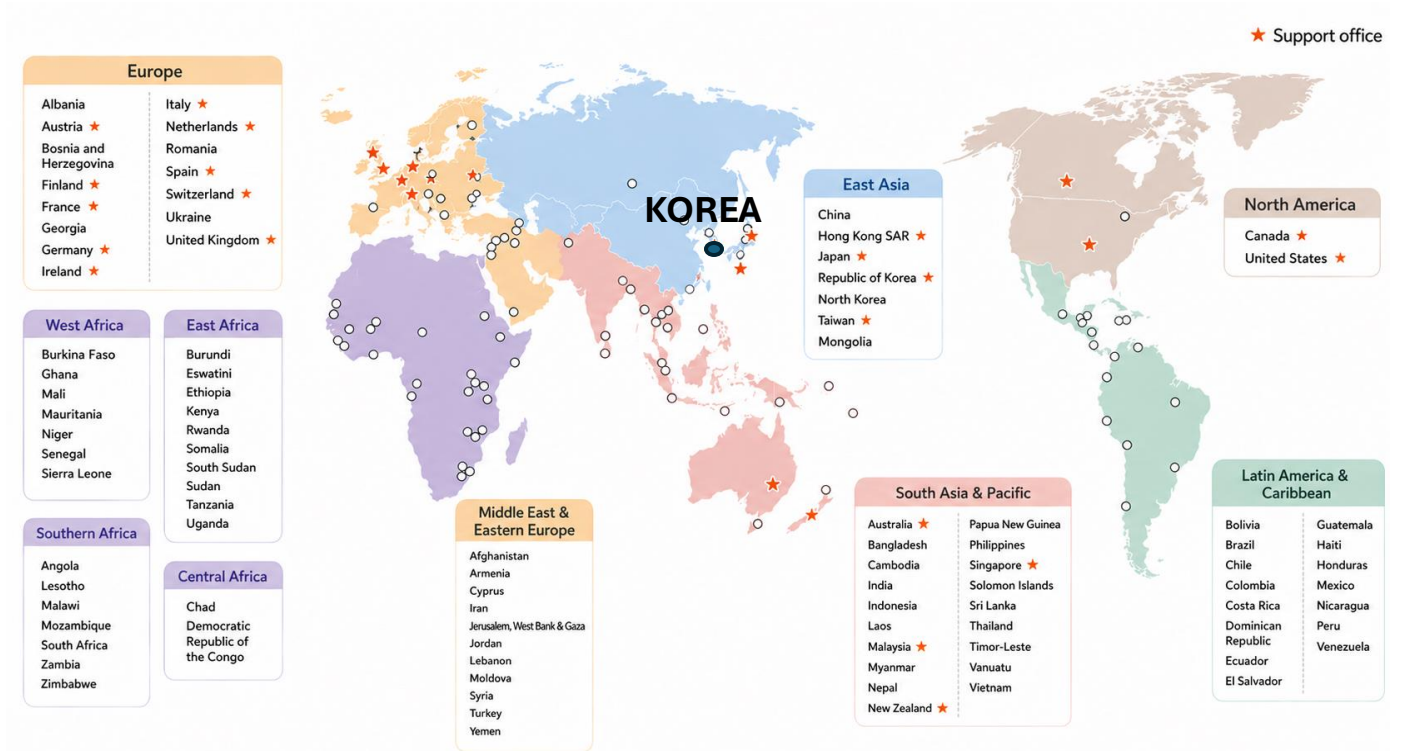 ★ Support office
Europe
Albania
Austria ★
Bosnia and
Herzegovina
Finland ★
France ★
Georgia
Germany ★
Ireland ★
Italy ★
Netherlands ★
Romania
Spain ★
Switzerland ★
Ukraine
United Kingdom ★
KOREA
East Asia
China
Hong Kong SAR ★
Japan ★
Republic of Korea ★
North Korea
Taiwan ★
Mongolia
North America
Canada ★
United States ★
West Africa
Burkina Faso
Ghana
Mali
Mauritania
Niger
Senegal
Sierra Leone
East Africa
Burundi
Eswatini
Ethiopia
Kenya
Rwanda
Somalia
South Sudan
Sudan
Tanzania
Uganda
Southern Africa
Angola
Lesotho
Malawi
Mozambique
South Africa
Zambia
Zimbabwe
Central Africa
Chad
Democratic
Republic of
the Congo
Middle East &
Eastern Europe
Afghanistan
Armenia
Cyprus
Iran
Jerusalem, West Bank & Gaza
Jordan
Lebanon
Moldova
Syria
Turkey
Yemen
South Asia & Pacific
Australia ★
Bangladesh
Cambodia
India
Indonesia
Laos
Malaysia ★
Myanmar
Nepal
New Zealand ★
Papua New Guinea
Philippines
Singapore ★
Solomon Islands
Sri Lanka
Thailand
Timor-Leste
Vanuatu
Vietnam
Latin America &
Caribbean
Bolivia
Brazil
Chile
Colombia
Costa Rica
Dominican
Republic
Ecuador
El Salvador
Guatemala
Haiti
Honduras
Mexico
Nicaragua
Peru
Venezuela